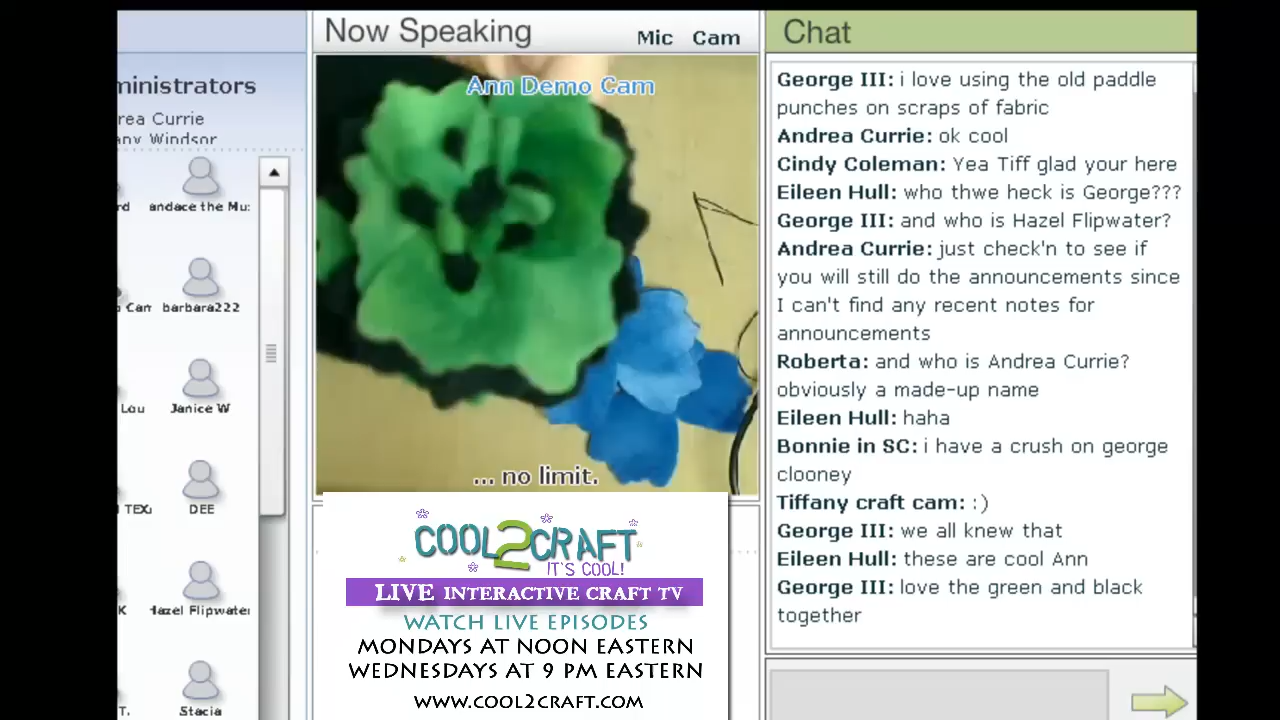 ministrators
rea Currie
any Windsor
rd
andace the Mu:
Cam
barbara222
Lou
Janice W
TEX
DEE
K
Hazel Flipwater
T.
Stacia
Now Speaking
Mic Cam
Ann Demo Cam
... no limit.
COOL2CRAFT
IT'S COOL!
LIVE INTERACTIVE CRAFT TV
WATCH LIVE EPISODES
MONDAYS AT NOON EASTERN
WEDNESDAYS AT 9 PM EASTERN
WWW.COOL2CRAFT.COM
Chat
George III: i love using the old paddle
punches on scraps of fabric
Andrea Currie: ok cool
Cindy Coleman: Yea Tiff glad your here
Eileen Hull: who thwe heck is George???
George III: and who is Hazel Flipwater?
Andrea Currie: just check'n to see if
you will still do the announcements since
I can't find any recent notes for
announcements
Roberta: and who is Andrea Currie?
obviously a made-up name
Eileen Hull: haha
Bonnie in SC: i have a crush on george
clooney
Tiffany craft cam: :)
George III: we all knew that
Eileen Hull: these are cool Ann
George III: love the green and black
together